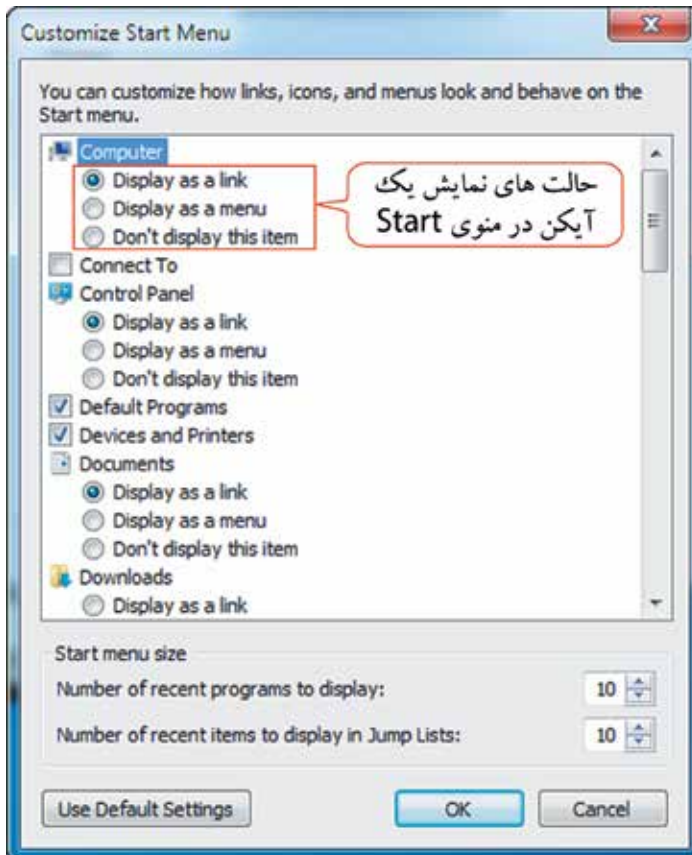 Customize Start Menu
You can customize how links, icons, and menus look and behave on the
Start menu.
Computer
Display as a link
Display as a menu
Don't display this item
حالت های نمایش یک
آیکن در منوی Start
Connect To
Control Panel
Display as a link
Display as a menu
Don't display this item
Default Programs
Devices and Printers
Documents
Display as a link
Display as a menu
Don't display this item
Downloads
Display as a link
Start menu size
Number of recent programs to display: 10
Number of recent items to display in Jump Lists: 10
Use Default Settings OK Cancel